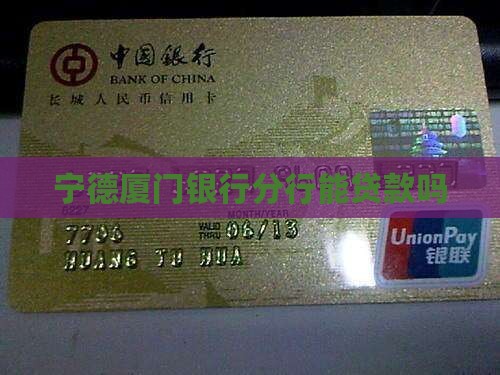 中国银行
BANK OF CHINA
长城人民币信用卡
宁德厦门银行分行能贷款吗
MONTH/YEAR
VALID THRU 06/13
HUANG YU HUA
UnionPay
银联